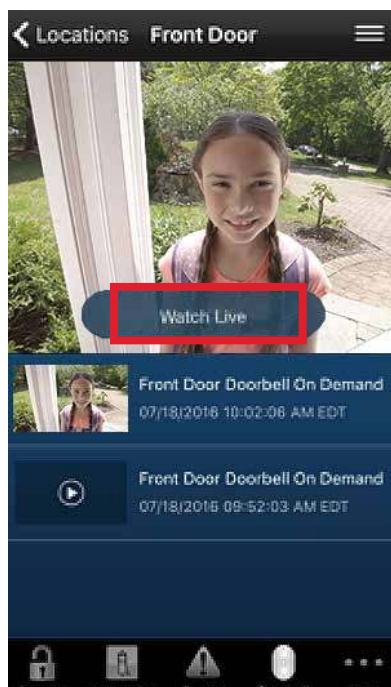 Locations Front Door
Watch Live
Front Door Doorbell On Demand
07/18/2016 10:02:06 AM EDT
Front Door Doorbell On Demand
07/18/2016 09:52:03 AM EDT